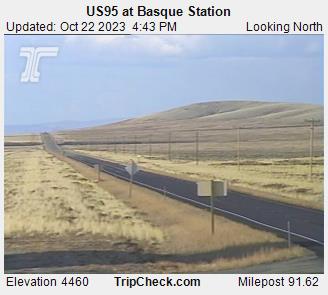 US95 at Basque Station
Updated: Oct 22 2023 4:43 PM Looking North
Elevation 4460 TripCheck.com Milepost 91.62